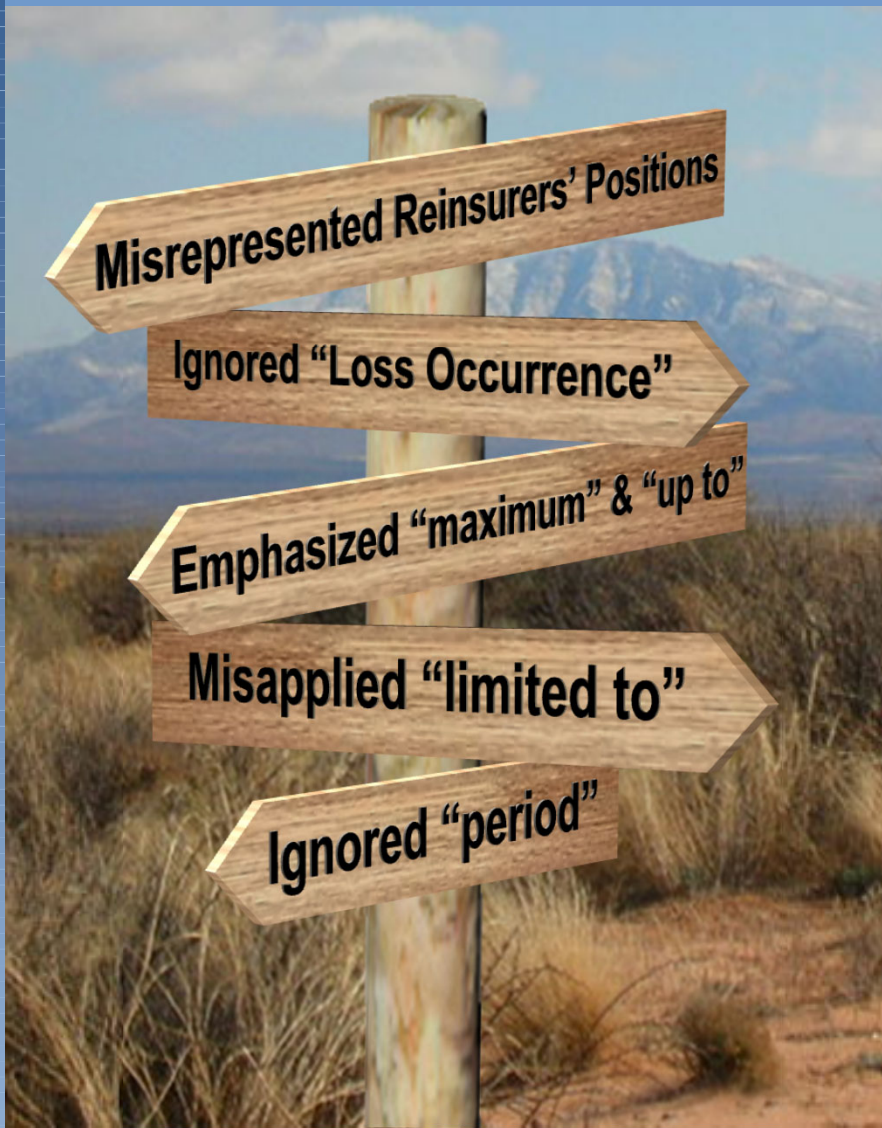 Misrepresented Reinsurers’ Positions
Ignored “Loss Occurrence”
Emphasized “maximum” & “up to”
Misapplied “limited to”
Ignored “period”